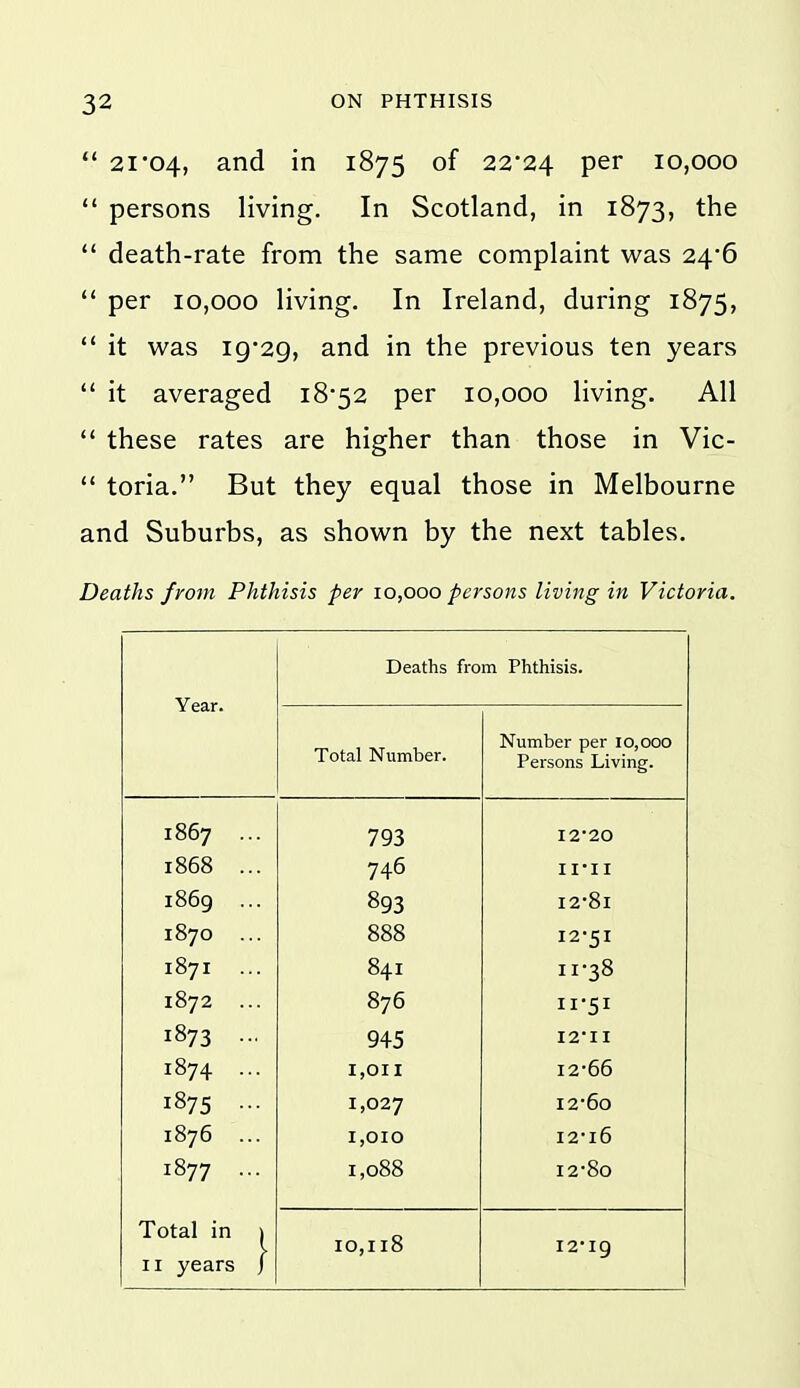 32 ON PHTHISIS
“ 21·04, and in 1875 of 22·24 per 10,000
“ persons living. In Scotland, in 1873, the
“ death-rate from the same complaint was 24·6
“ per 10,000 living. In Ireland, during 1875,
“ it was 19·29, and in the previous ten years
“ it averaged 18·52 per 10,000 living. All
“ these rates are higher than those in Vic-
“ toria.” But they equal those in Melbourne
and Suburbs, as shown by the next tables.
Deaths from Phthisis per 10,000 persons living in Victoria.
Year. Deaths from Phthisis.
Total Number. Number per 10,000
Persons Living.
1867 ... 793 12·20
1868 ... 746 11·11
1869 ... 893 12·81
1870 ... 888 12·51
1871 ... 841 11·38
1872 ... 876 11·51
1873 ... 945 12·11
1874 ... 1,011 12·66
1875 ... 1,027 12·60
1876 ... 1,010 12·16
1877 ... 1,088 12·80
Total in } 10,118 12·19
11 years